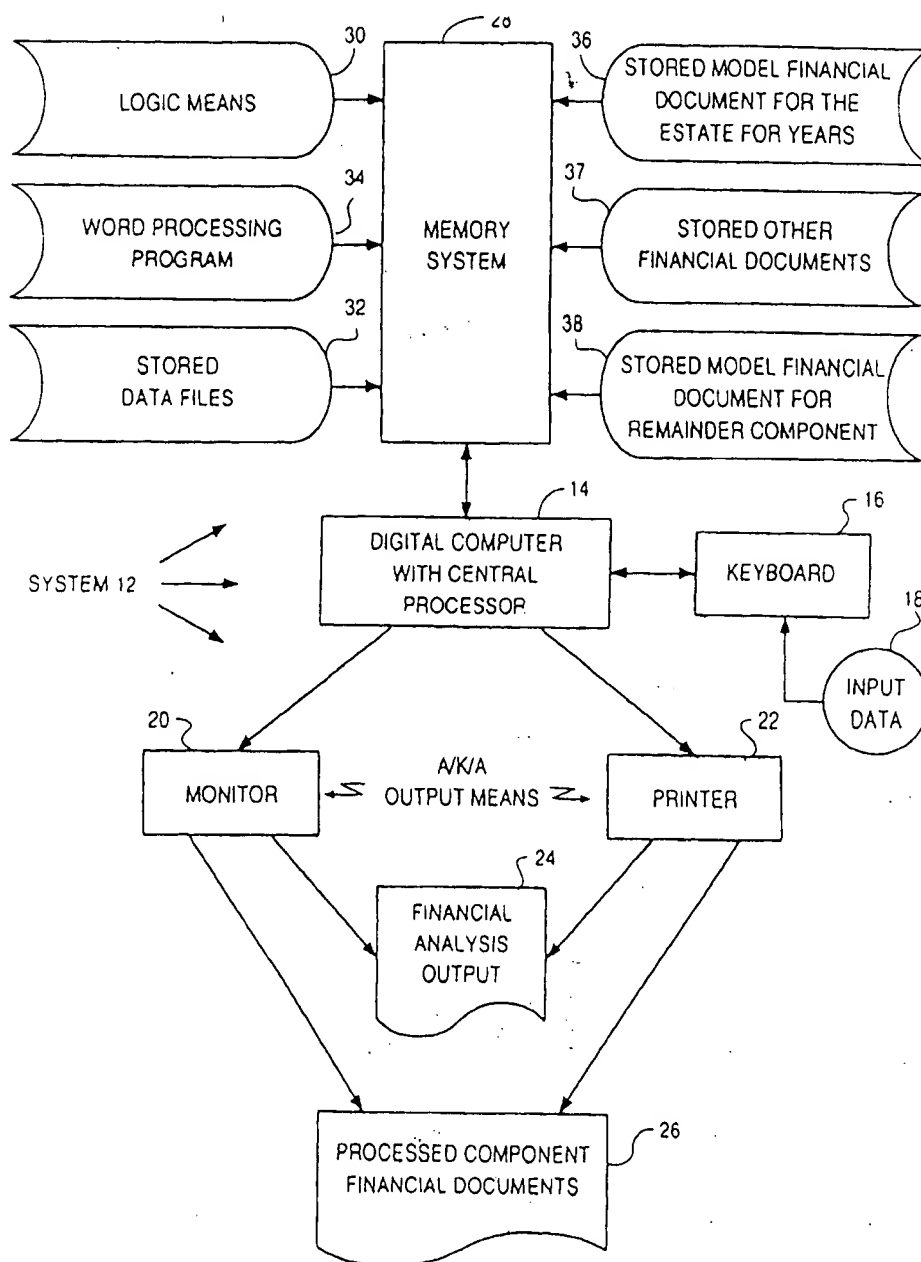 28
30
LOGIC MEANS
34
WORD PROCESSING
PROGRAM
32
STORED
DATA FILES
MEMORY
SYSTEM
36
STORED MODEL FINANCIAL
DOCUMENT FOR THE
ESTATE FOR YEARS
37
STORED OTHER
FINANCIAL DOCUMENTS
38
STORED MODEL FINANCIAL
DOCUMENT FOR
REMAINDER COMPONENT
14
DIGITAL COMPUTER
WITH CENTRAL
PROCESSOR
16
KEYBOARD
18
INPUT
DATA
SYSTEM 12
20
MONITOR
A/K/A
OUTPUT MEANS
22
PRINTER
24
FINANCIAL
ANALYSIS
OUTPUT
26
PROCESSED COMPONENT
FINANCIAL DOCUMENTS